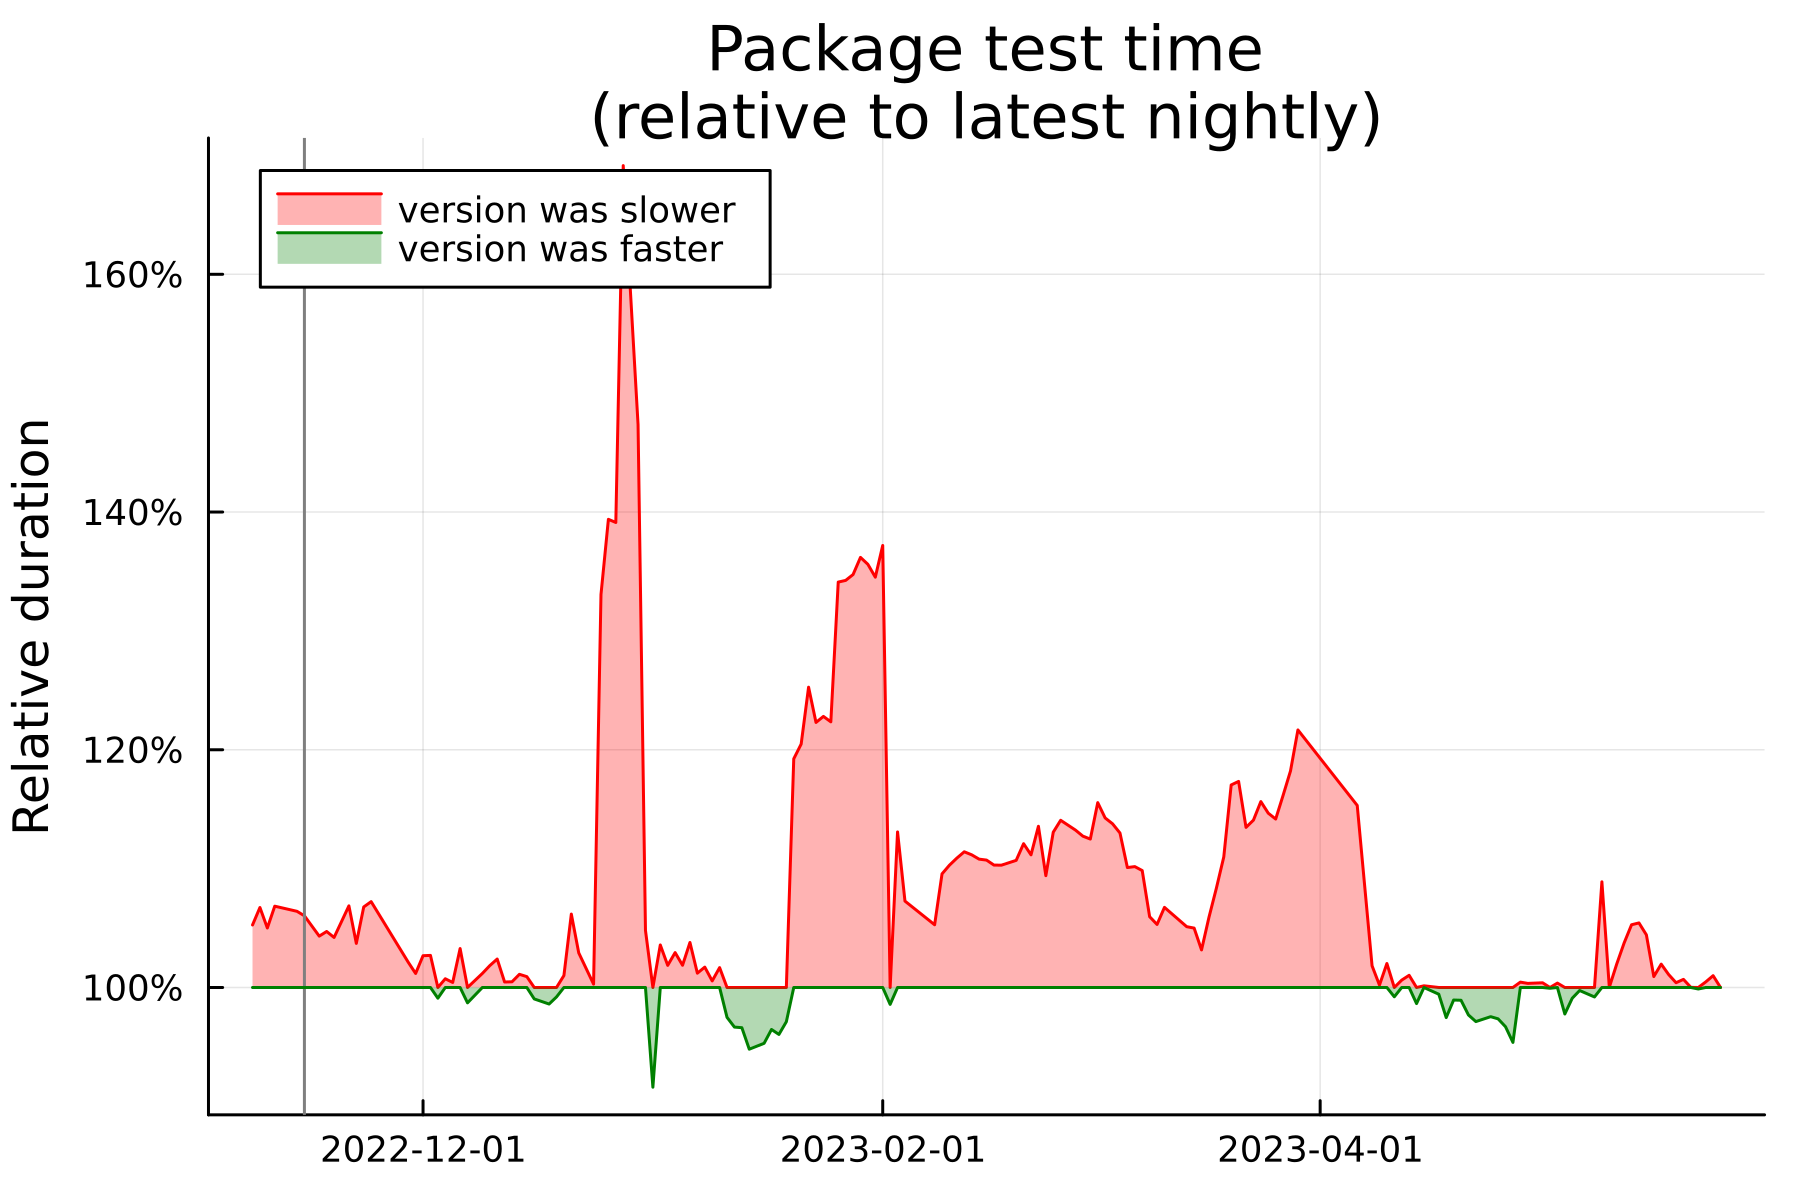 Package test time
(relative to latest nightly)
version was slower
version was faster
160%
140%
120%
100%
Relative duration
2022-12-01
2023-02-01
2023-04-01